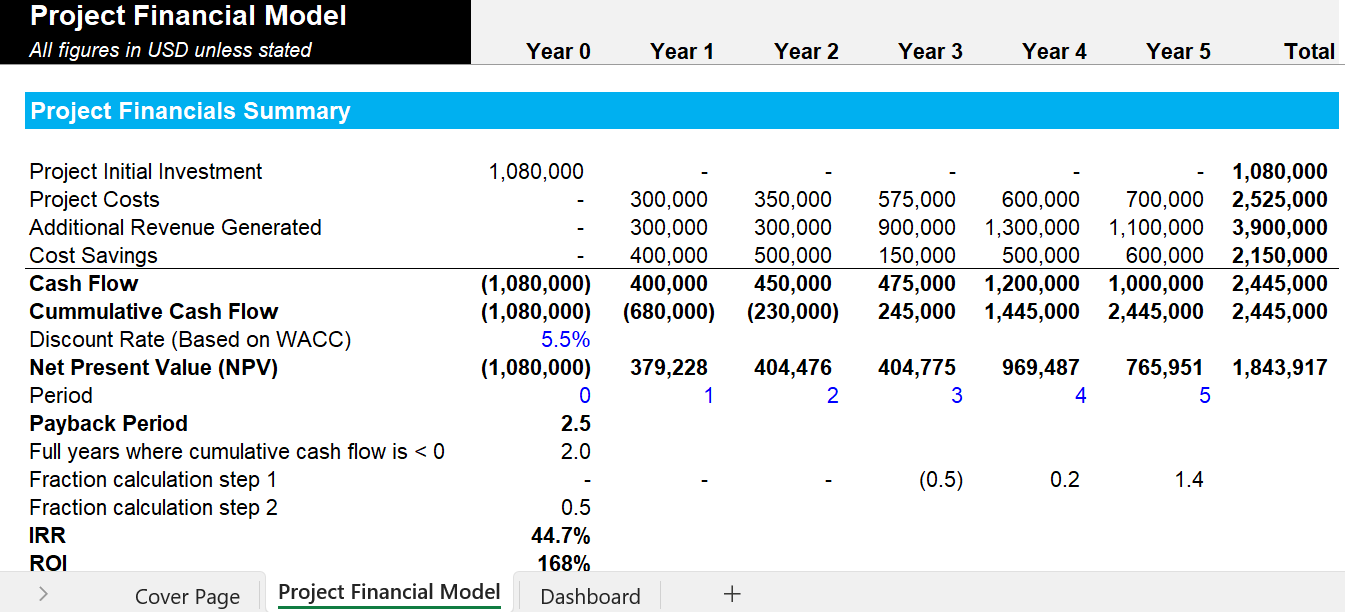 Project Financial Model
All figures in USD unless stated Year 0 Year 1 Year 2 Year 3 Year 4 Year 5 Total
Project Financials Summary
Project Initial Investment 1,080,000 - - - - - 1,080,000
Project Costs - 300,000 350,000 575,000 600,000 700,000 2,525,000
Additional Revenue Generated - 300,000 300,000 900,000 1,300,000 1,100,000 3,900,000
Cost Savings - 400,000 500,000 150,000 500,000 600,000 2,150,000
Cash Flow (1,080,000) 400,000 450,000 475,000 1,200,000 1,000,000 2,445,000
Cummulative Cash Flow (1,080,000) (680,000) (230,000) 245,000 1,445,000 2,445,000 2,445,000
Discount Rate (Based on WACC) 5.5%
Net Present Value (NPV) (1,080,000) 379,228 404,476 404,775 969,487 765,951 1,843,917
Period 0 1 2 3 4 5
Payback Period 2.5
Full years where cumulative cash flow is < 0 2.0
Fraction calculation step 1 - - - (0.5) 0.2 1.4
Fraction calculation step 2 0.5
IRR 44.7%
ROI 168%
Cover Page Project Financial Model Dashboard